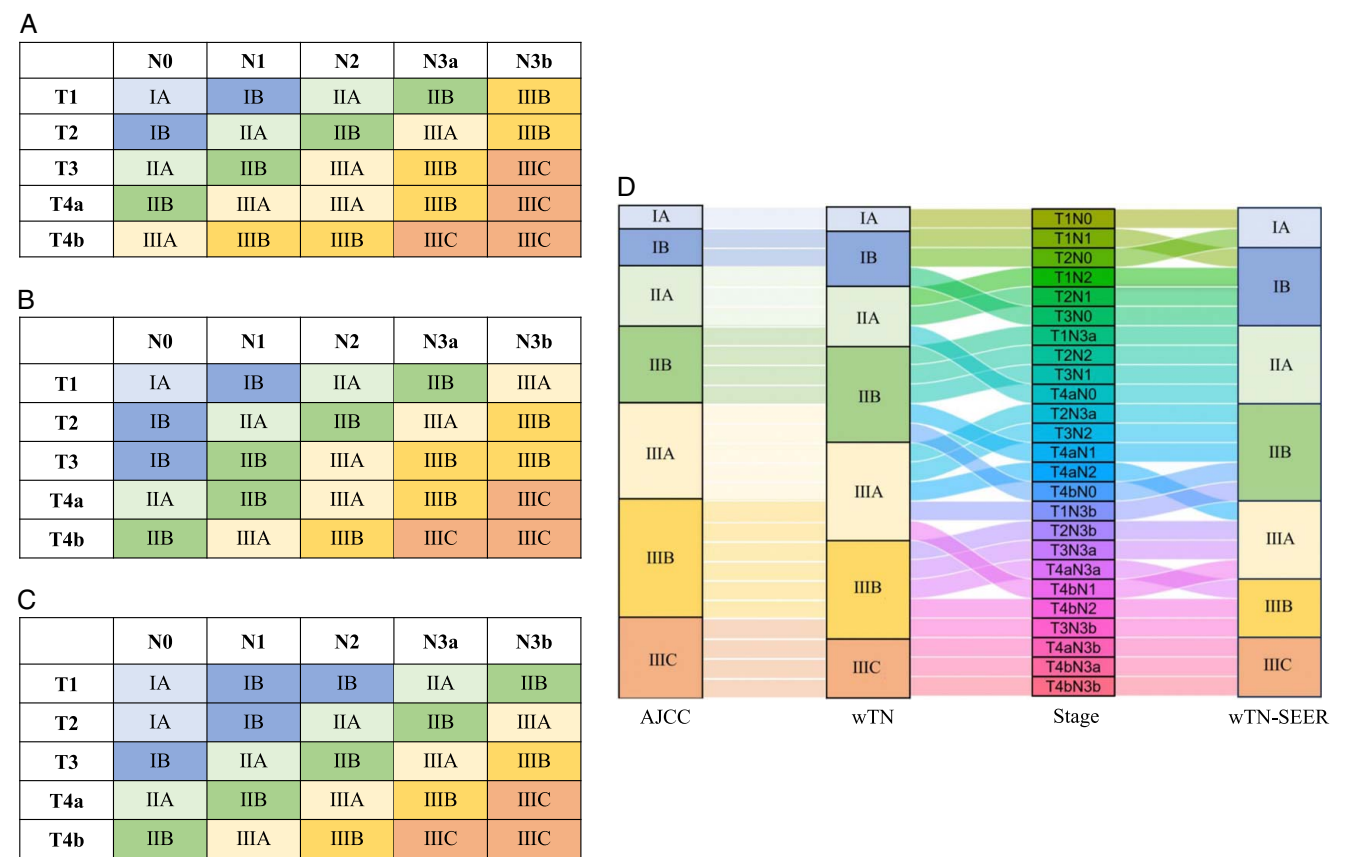 A
N0 N1 N2 N3a N3b
T1 IA IB IIA IIB IIIB
T2 IB IIA IIB IIIA IIIB
T3 IIA IIB IIIA IIIB IIIC
T4a IIB IIIA IIIA IIIB IIIC
T4b IIIA IIIB IIIB IIIC IIIC
B
N0 N1 N2 N3a N3b
T1 IA IB IIA IIB IIIA
T2 IB IIA IIB IIIA IIIB
T3 IB IIB IIIA IIIB IIIB
T4a IIA IIB IIIA IIIB IIIC
T4b IIB IIIA IIIB IIIC IIIC
C
N0 N1 N2 N3a N3b
T1 IA IB IB IIA IIB
T2 IA IB IIA IIB IIIA
T3 IB IIA IIB IIIA IIIB
T4a IIA IIB IIIA IIIB IIIC
T4b IIB IIIA IIIB IIIC IIIC
D
IA
IB
IIA
IIB
IIIA
IIIB
IIIC
AJCC
IA
IB
IIA
IIB
IIIA
IIIB
IIIC
wTN
T1N0
T1N1
T2N0
T1N2
T2N1
T3N0
T1N3a
T2N2
T3N1
T4aN0
T2N3a
T3N2
T4aN1
T4aN2
T4bN0
T1N3b
T2N3b
T3N3a
T4aN3a
T4bN1
T4bN2
T3N3b
T4aN3b
T4bN3a
T4bN3b
Stage
IA
IB
IIA
IIB
IIIA
IIIB
IIIC
wTN-SEER